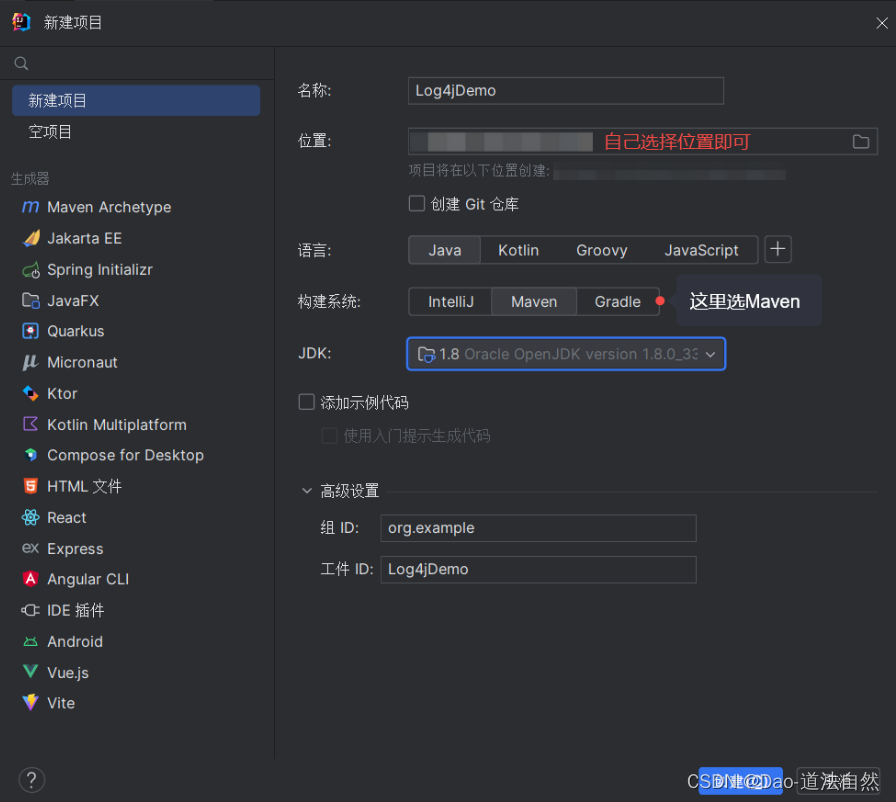 新建项目
新建项目
空项目
生成器
Maven Archetype
Jakarta EE
Spring Initializr
JavaFX
Quarkus
Micronaut
Ktor
Kotlin Multiplatform
Compose for Desktop
HTML 文件
React
Express
Angular CLI
IDE 插件
Android
Vue.js
Vite
名称: Log4jDemo
位置: 自己选择位置即可
项目将在以下位置创建:
创建 Git 仓库
语言: Java Kotlin Groovy JavaScript
构建系统: IntelliJ Maven Gradle 这里选Maven
JDK: 1.8 Oracle OpenJDK version 1.8.0_33
添加示例代码
使用入门提示生成代码
高级设置
组 ID: org.example
工件 ID: Log4jDemo
? CSDN @Dao-道法自然